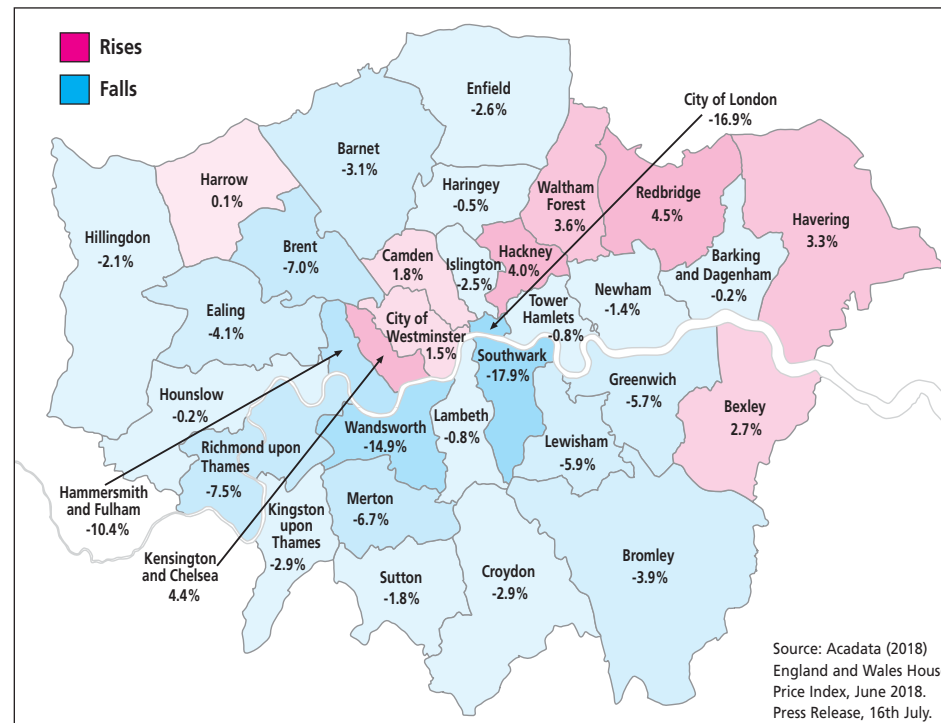 Rises
Falls
Enfield
-2.6%
City of London
-16.9%
Barnet
-3.1%
Harrow
0.1%
Haringey
-0.5%
Waltham
Forest
3.6%
Redbridge
4.5%
Havering
3.3%
Hillingdon
-2.1%
Brent
-7.0%
Camden
1.8%
Islington
-2.5%
Hackney
4.0%
Barking
and Dagenham
-0.2%
Ealing
-4.1%
City of
Westminster
1.5%
Tower
Hamlets
-0.8%
Newham
-1.4%
Southwark
-17.9%
Greenwich
-5.7%
Hounslow
-0.2%
Bexley
2.7%
Wandsworth
-14.9%
Lambeth
-0.8%
Lewisham
-5.9%
Richmond upon
Thames
-7.5%
Hammersmith
and Fulham
-10.4%
Kingston
upon
Thames
-2.9%
Merton
-6.7%
Kensington
and Chelsea
4.4%
Sutton
-1.8%
Croydon
-2.9%
Bromley
-3.9%
Source: Acadata (2018)
England and Wales Hous
Price Index, June 2018.
Press Release, 16th July.